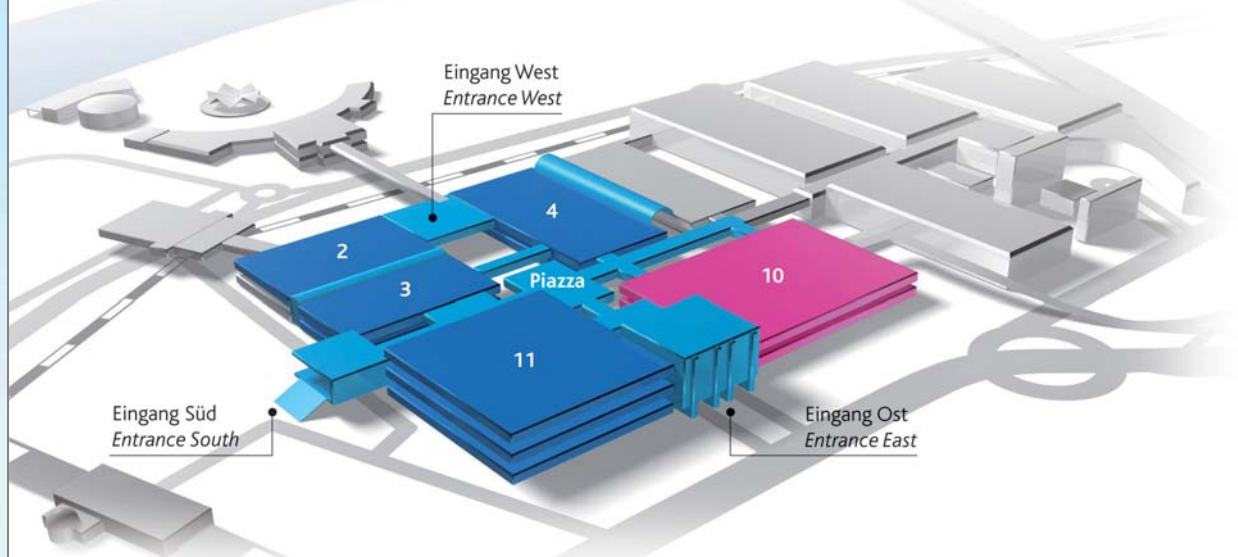 Eingang West
Entrance West
4
2
3
Piazza
10
11
Eingang Süd
Entrance South
Eingang Ost
Entrance East